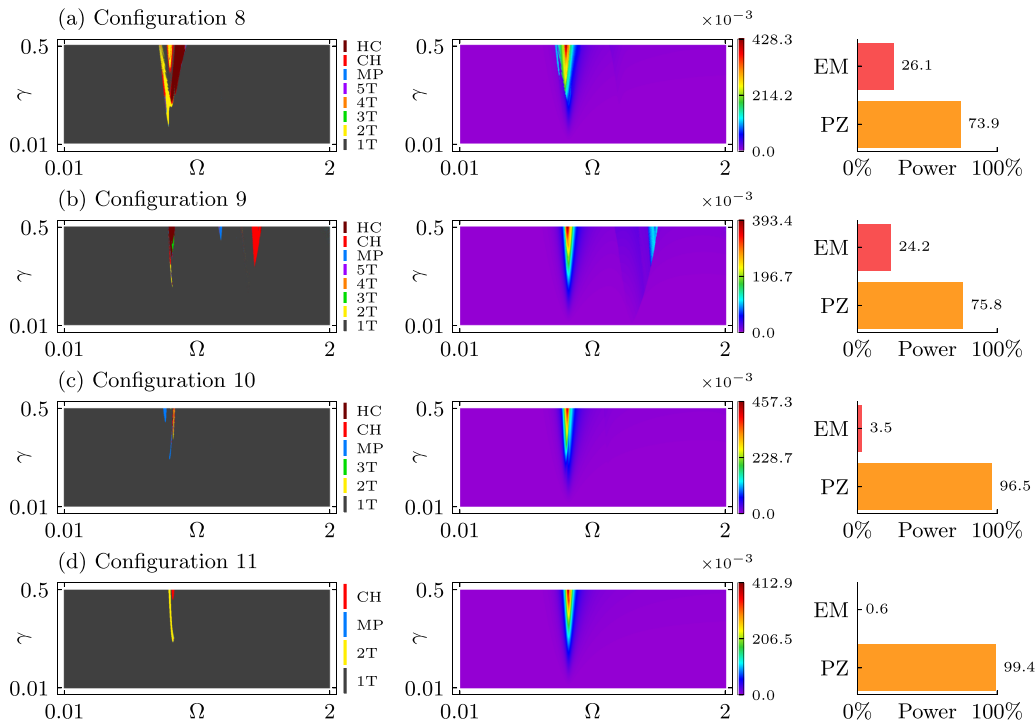 (a) Configuration 8
×10⁻³
0.5
γ
0.01
0.01
Ω
2
HC
CH
MP
5T
4T
3T
2T
1T
0.5
γ
0.01
0.01
Ω
2
428.3
214.2
0.0
EM
26.1
PZ
73.9
0%
Power
100%
(b) Configuration 9
×10⁻³
0.5
γ
0.01
0.01
Ω
2
HC
CH
MP
5T
4T
3T
2T
1T
0.5
γ
0.01
0.01
Ω
2
393.4
196.7
0.0
EM
24.2
PZ
75.8
0%
Power
100%
(c) Configuration 10
×10⁻³
0.5
γ
0.01
0.01
Ω
2
HC
CH
MP
3T
2T
1T
0.5
γ
0.01
0.01
Ω
2
457.3
228.7
0.0
EM
3.5
PZ
96.5
0%
Power
100%
(d) Configuration 11
×10⁻³
0.5
γ
0.01
0.01
Ω
2
CH
MP
2T
1T
0.5
γ
0.01
0.01
Ω
2
412.9
206.5
0.0
EM
0.6
PZ
99.4
0%
Power
100%